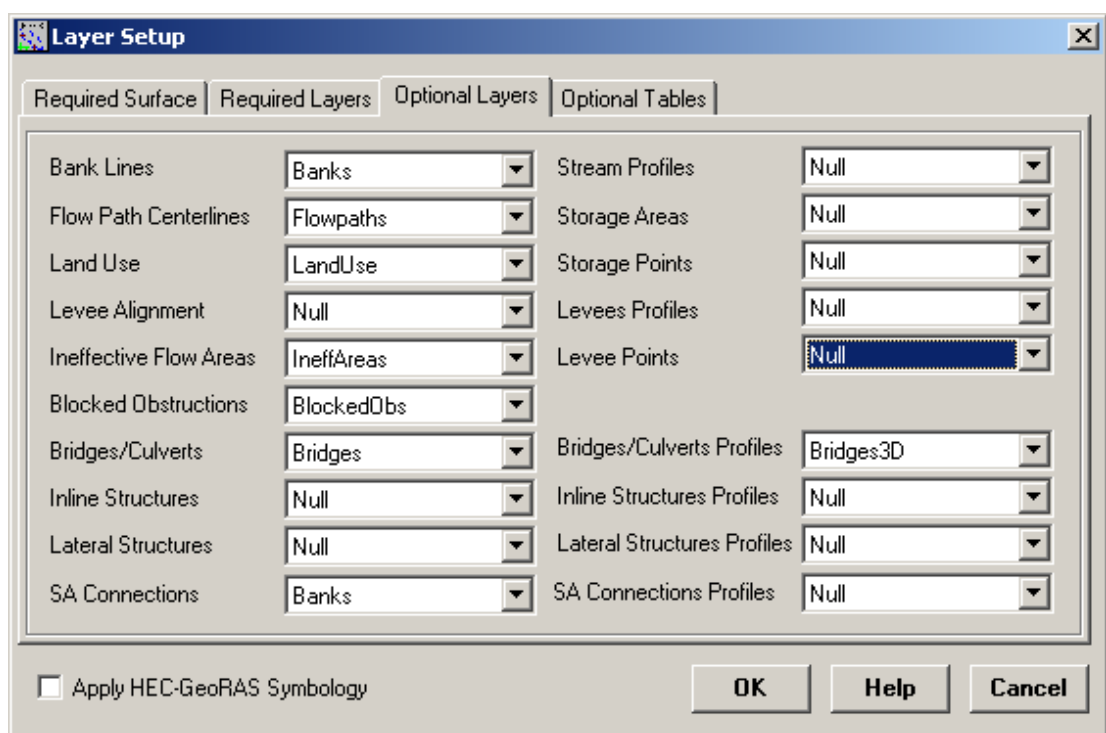 Layer Setup
Required Surface Required Layers Optional Layers Optional Tables
Bank Lines Banks Stream Profiles Null
Flow Path Centerlines Flowpaths Storage Areas Null
Land Use LandUse Storage Points Null
Levee Alignment Null Levees Profiles Null
Ineffective Flow Areas IneffAreas Levee Points Null
Blocked Obstructions BlockedObs
Bridges/Culverts Bridges Bridges/Culverts Profiles Bridges3D
Inline Structures Null Inline Structures Profiles Null
Lateral Structures Null Lateral Structures Profiles Null
SA Connections Banks SA Connections Profiles Null
Apply HEC-GeoRAS Symbology OK Help Cancel